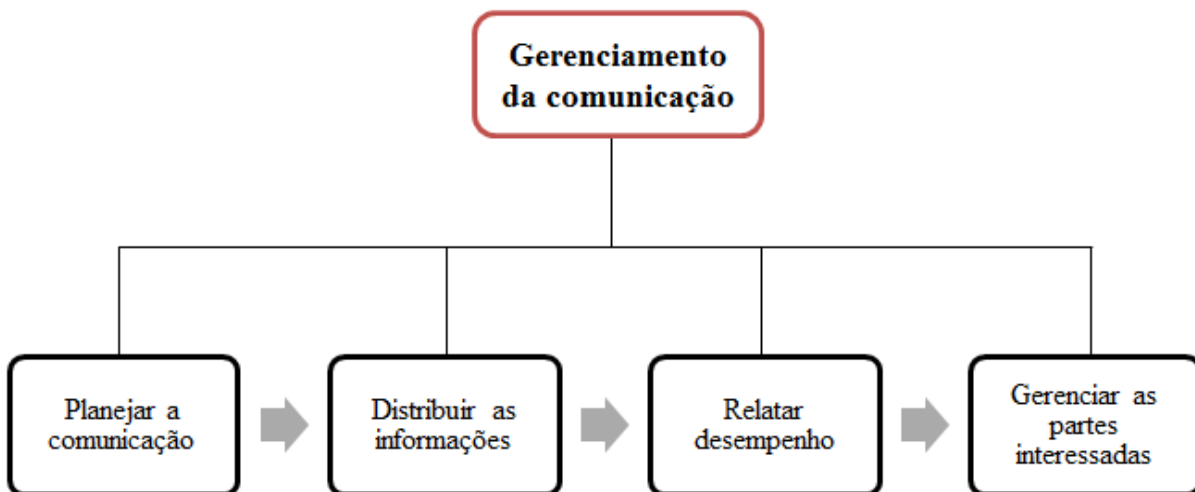 Gerenciamento
da comunicação
Planejar a
comunicação
Distribuir as
informações
Relatar
desempenho
Gerenciar as
partes
interessadas